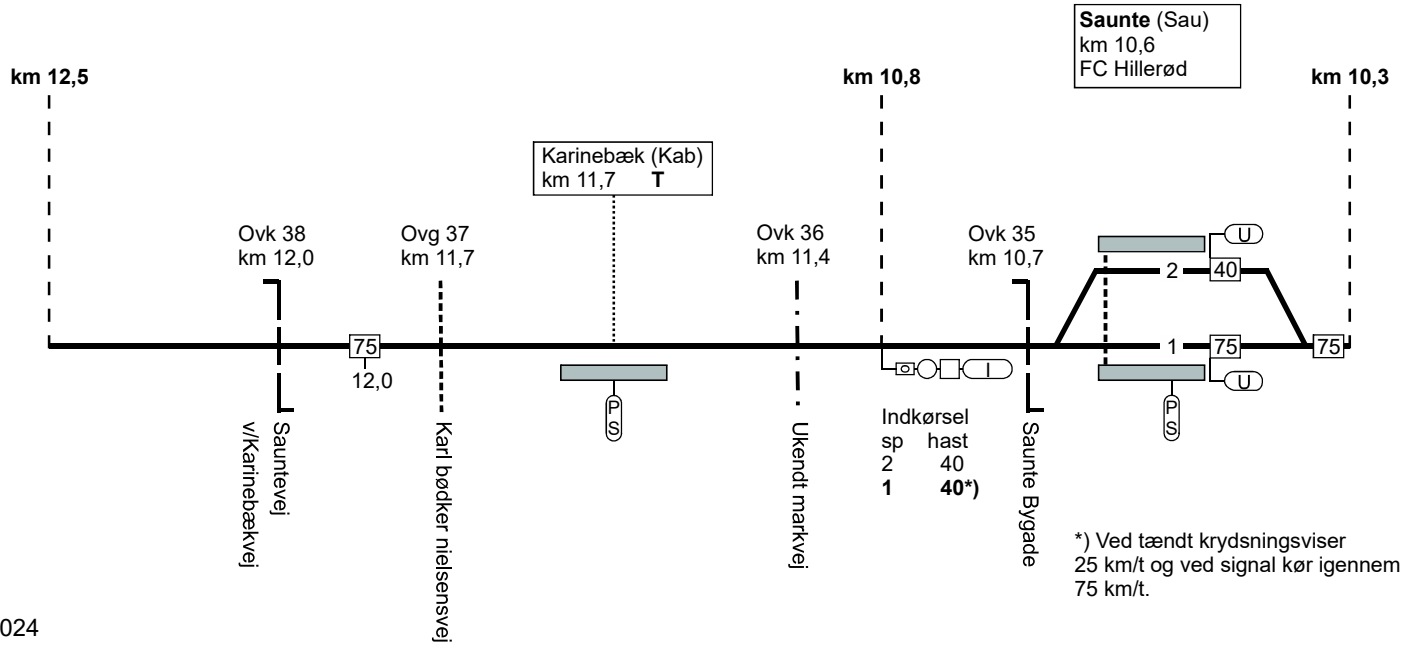 Saunte (Sau)
km 10,6
FC Hillerød
km 12,5
km 10,8
km 10,3
Karinebæk (Kab)
km 11,7 T
Ovk 38
km 12,0
Ovg 37
km 11,7
Ovk 36
km 11,4
Ovk 35
km 10,7
U
2
40
75
12,0
I
1
75
75
U
P
S
P
S
Indkørsel
sp hast
2 40
1 40*)
Sauntevej
v/Karinebækvej
Karl bødker nielsensvej
Ukendt markvej
Saunte Bygade
*) Ved tændt krydsningsviser
25 km/t og ved signal kør igennem
75 km/t.
024